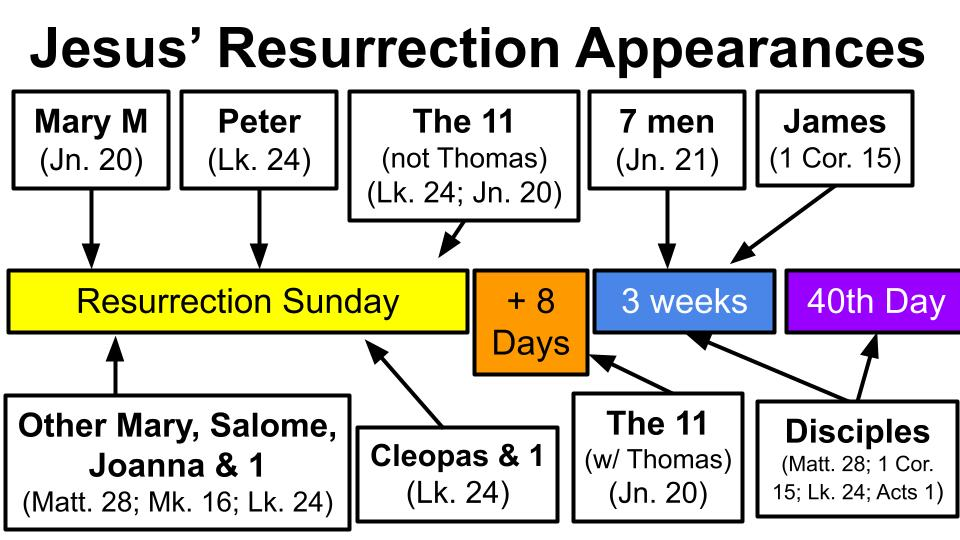 Jesus’ Resurrection Appearances
Mary M
(Jn. 20)
Peter
(Lk. 24)
The 11
(not Thomas)
(Lk. 24; Jn. 20)
7 men
(Jn. 21)
James
(1 Cor. 15)
Resurrection Sunday
+ 8
Days
3 weeks
40th Day
Other Mary, Salome,
Joanna & 1
(Matt. 28; Mk. 16; Lk. 24)
Cleopas & 1
(Lk. 24)
The 11
(w/ Thomas)
(Jn. 20)
Disciples
(Matt. 28; 1 Cor.
15; Lk. 24; Acts 1)